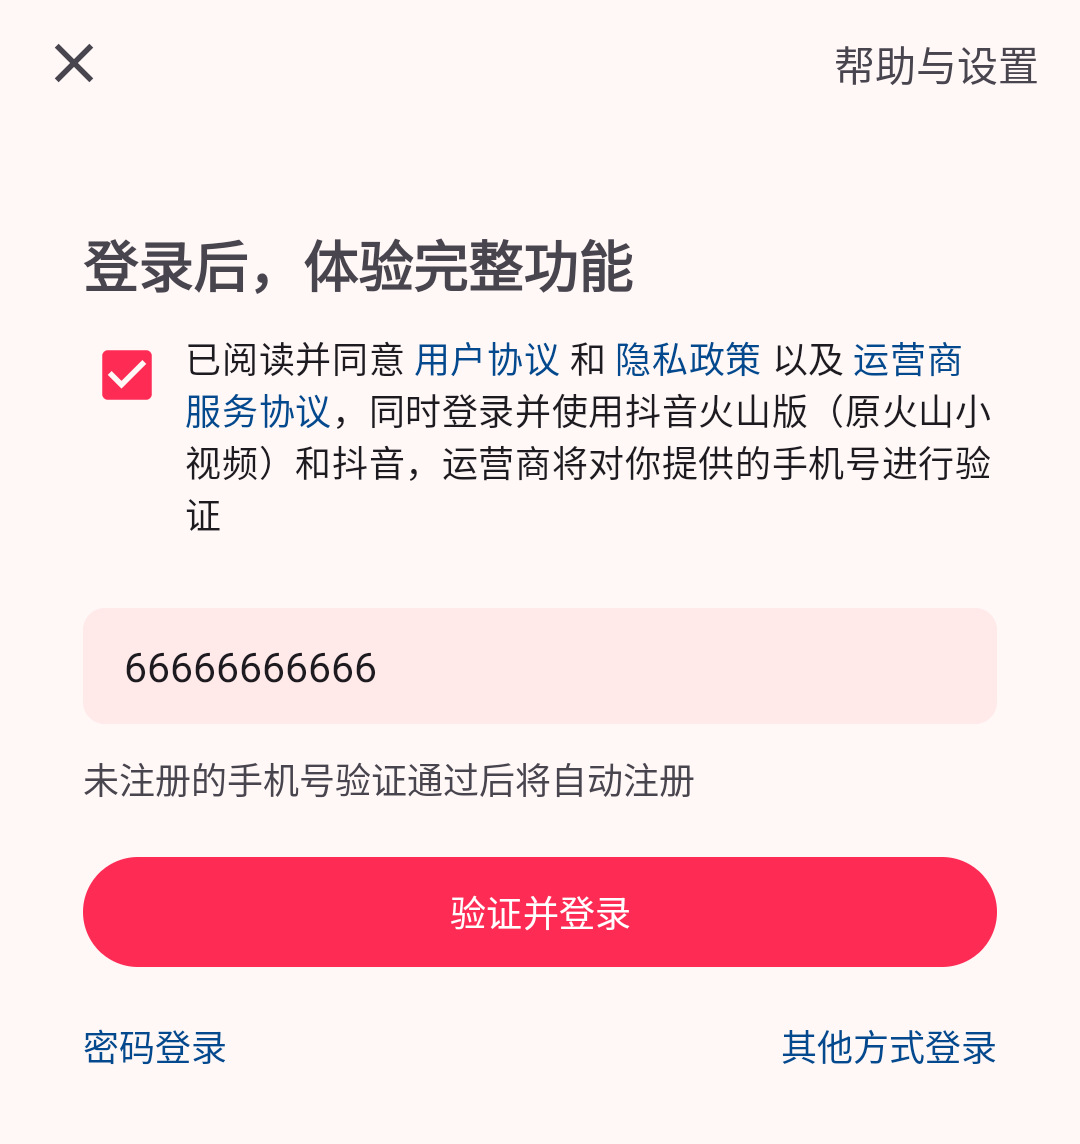 帮助与设置
登录后，体验完整功能
已阅读并同意 用户协议 和 隐私政策 以及 运营商
服务协议，同时登录并使用抖音火山版（原火山小
视频）和抖音，运营商将对你提供的手机号进行验
证
66666666666
未注册的手机号验证通过后将自动注册
验证并登录
密码登录
其他方式登录